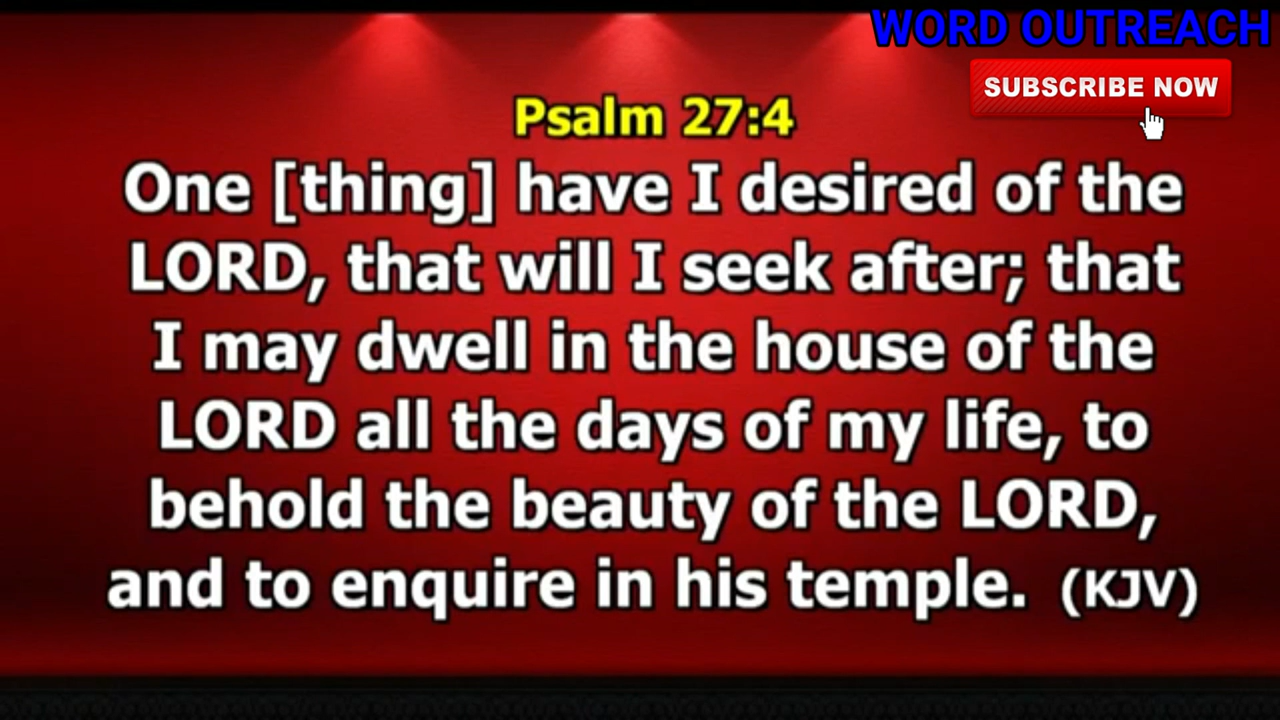 WORD OUTREACH
SUBSCRIBE NOW
Psalm 27:4
One [thing] have I desired of the
LORD, that will I seek after; that
I may dwell in the house of the
LORD all the days of my life, to
behold the beauty of the LORD,
and to enquire in his temple. (KJV)